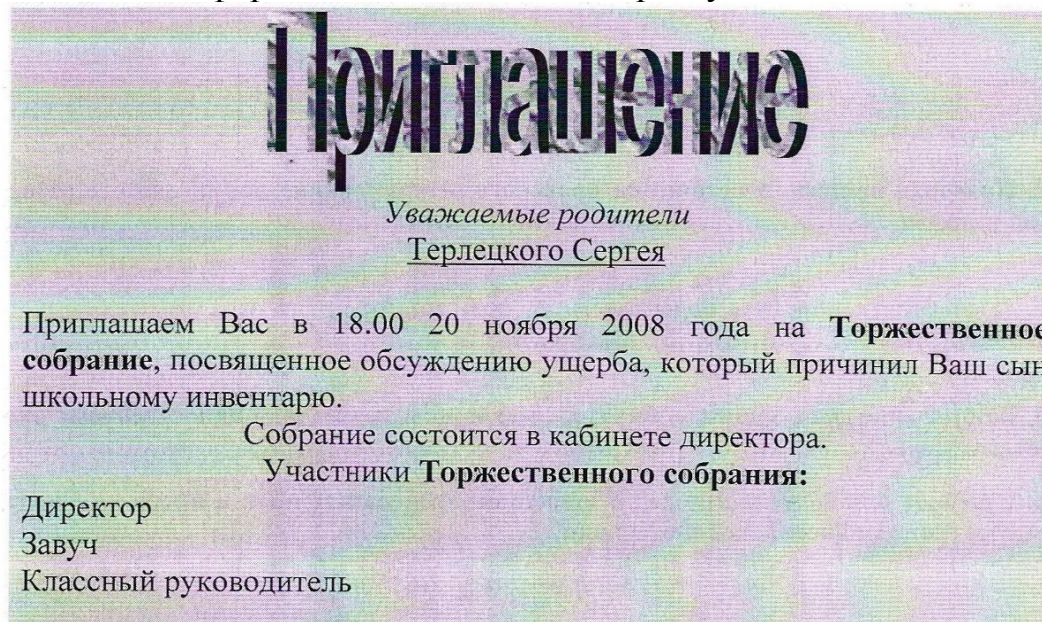 Приглашение
Уважаемые родители
Терлецкого Сергея
Приглашаем Вас в 18.00 20 ноября 2008 года на Торжественное
собрание, посвященное обсуждению ущерба, который причинил Ваш сын
школьному инвентарю.
Собрание состоится в кабинете директора.
Участники Торжественного собрания:
Директор
Завуч
Классный руководитель